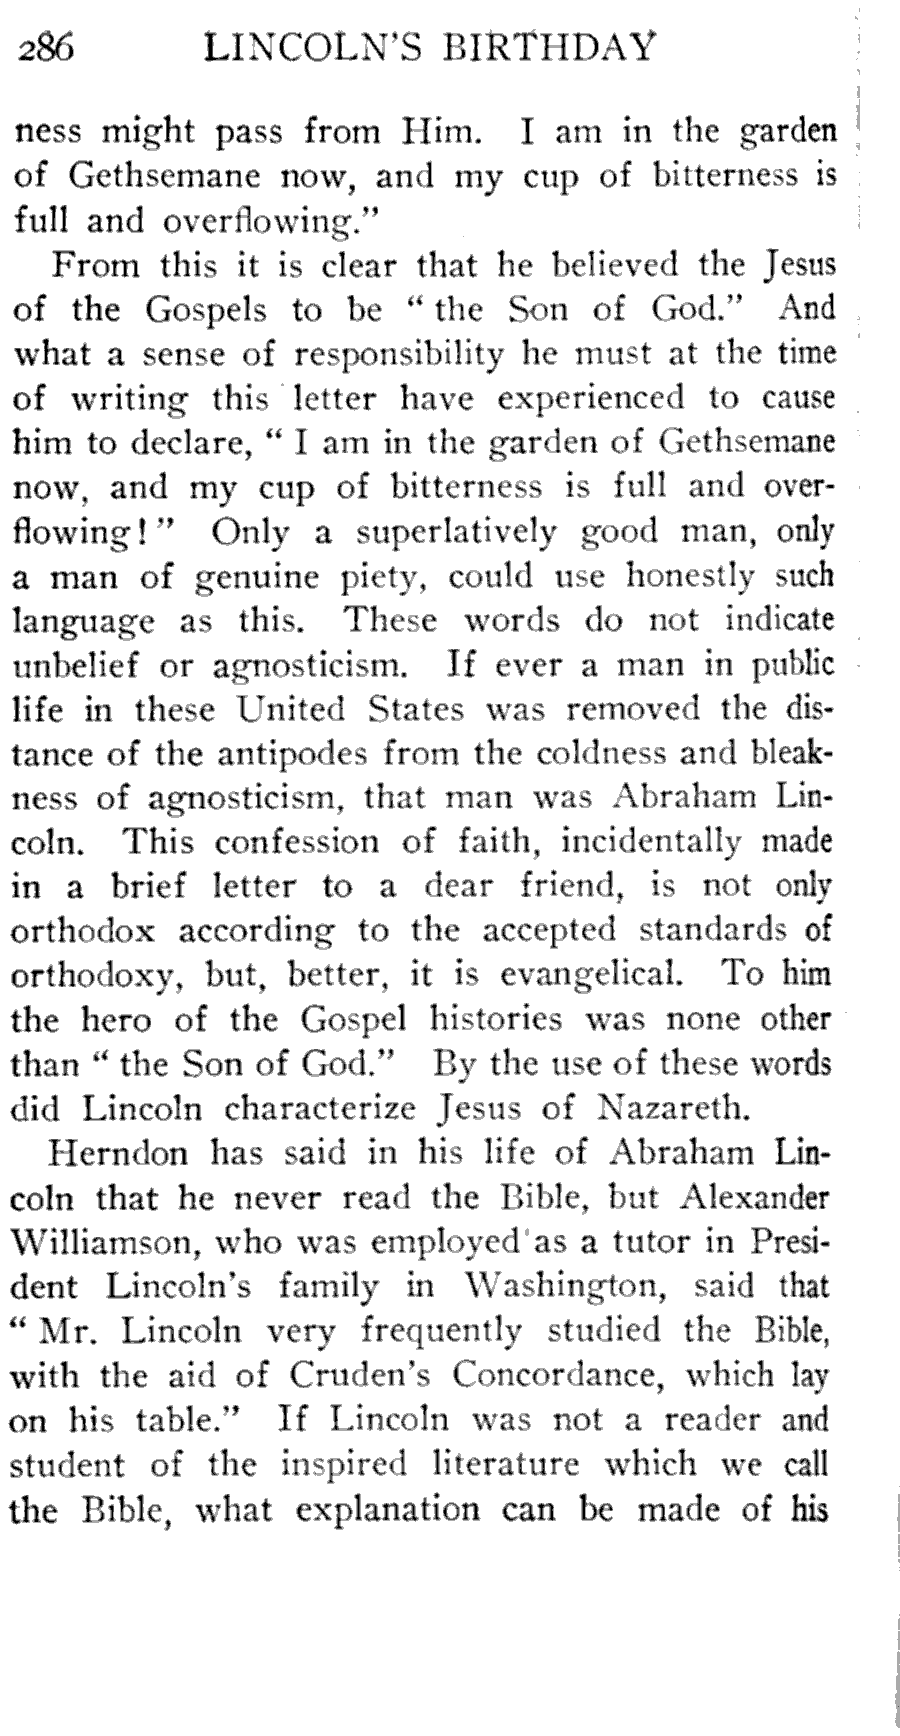 286 LINCOLN'S BIRTHDAY
ness might pass from Him. I am in the garden
of Gethsemane now, and my cup of bitterness is
full and overflowing."
From this it is clear that he believed the Jesus
of the Gospels to be " the Son of God." And
what a sense of responsibility he must at the time
of writing this letter have experienced to cause
him to declare, " I am in the garden of Gethsemane
now, and my cup of bitterness is full and over-
flowing! " Only a superlatively good man, only
a man of genuine piety, could use honestly such
language as this. These words do not indicate
unbelief or agnosticism. If ever a man in public
life in these United States was removed the dis-
tance of the antipodes from the coldness and bleak-
ness of agnosticism, that man was Abraham Lin-
coln. This confession of faith, incidentally made
in a brief letter to a dear friend, is not only
orthodox according to the accepted standards of
orthodoxy, but, better, it is evangelical. To him
the hero of the Gospel histories was none other
than " the Son of God." By the use of these words
did Lincoln characterize Jesus of Nazareth.
Herndon has said in his life of Abraham Lin-
coln that he never read the Bible, but Alexander
Williamson, who was employed as a tutor in Presi-
dent Lincoln's family in Washington, said that
" Mr. Lincoln very frequently studied the Bible,
with the aid of Cruden's Concordance, which lay
on his table." If Lincoln was not a reader and
student of the inspired literature which we call
the Bible, what explanation can be made of his